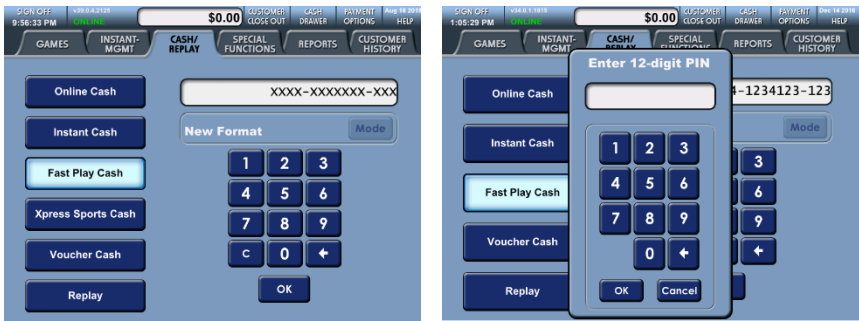 SIGN OFF v39.0.4.2125 $0.00 CUSTOMER CLOSE OUT CASH DRAWER PAYMENT OPTIONS Aug 16 2018 HELP
9:56:33 PM ONLINE
GAMES INSTANT-MGMT CASH/REPLAY SPECIAL FUNCTIONS REPORTS CUSTOMER HISTORY
Online Cash XXXX-XXXXXXX-XXX
Instant Cash New Format Mode
Fast Play Cash 1 2 3
4 5 6
Xpress Sports Cash
7 8 9
Voucher Cash C 0 ←
Replay OK
SIGN OFF $0.00 CUSTOMER CLOSE OUT CASH DRAWER PAYMENT OPTIONS Dec 14 2016 HELP
1:05:29 PM ONLINE
GAMES INSTANT-MGMT CASH/REPLAY SPECIAL FUNCTIONS REPORTS CUSTOMER HISTORY
Enter 12-digit PIN
Online Cash 4-1234123-123
Mode
Instant Cash 1 2 3
3
Fast Play Cash 4 5 6 6
7 8 9 9
Voucher Cash 0 ← ←
Replay OK Cancel